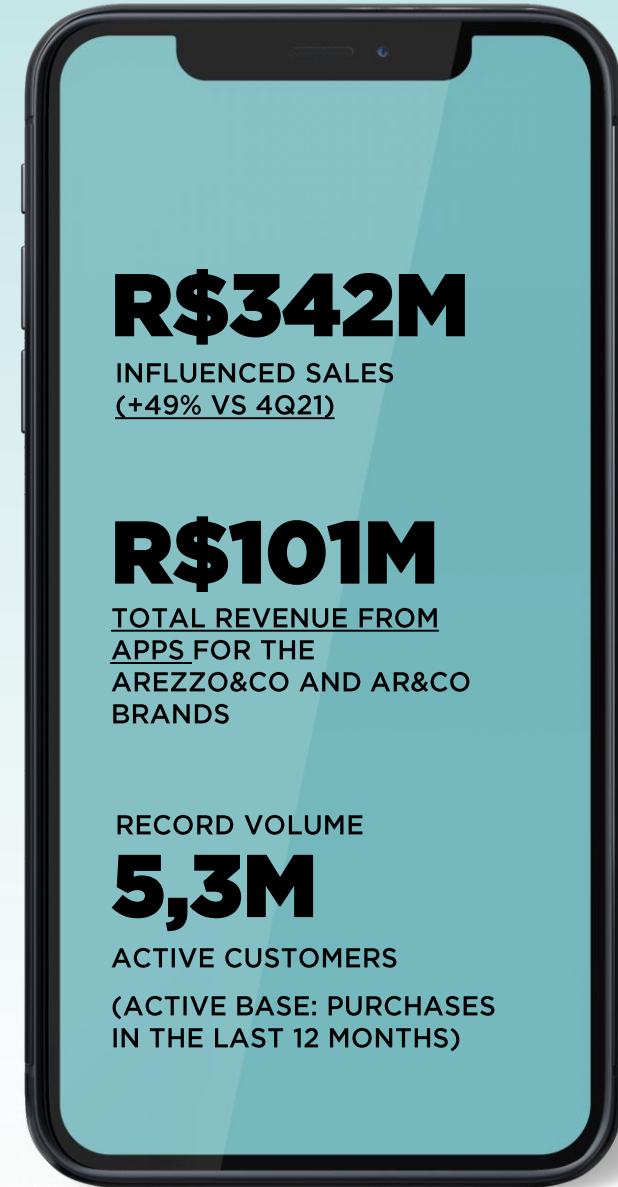 R$342M
INFLUENCED SALES
(+49% VS 4Q21)
R$101M
TOTAL REVENUE FROM
APPS FOR THE
AREZZO&CO AND AR&CO
BRANDS
RECORD VOLUME
5,3M
ACTIVE CUSTOMERS
(ACTIVE BASE: PURCHASES
IN THE LAST 12 MONTHS)